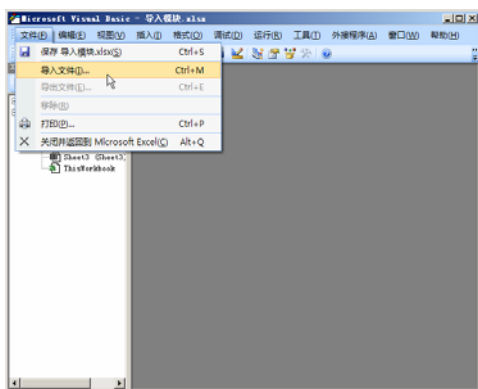 Microsoft Visual Basic - 导入模块.xlsx
文件(F) 编辑(E) 视图(V) 插入(I) 格式(O) 调试(D) 运行(R) 工具(T) 外接程序(A) 窗口(W) 帮助(H)
保存 导入模块.xlsx(S) Ctrl+S
导入文件(I)... Ctrl+M
导出文件(E)... Ctrl+E
移除(R)
打印(P)... Ctrl+P
关闭并返回到 Microsoft Excel(C) Alt+Q
Sheet3 (Sheet3)
ThisWorkbook